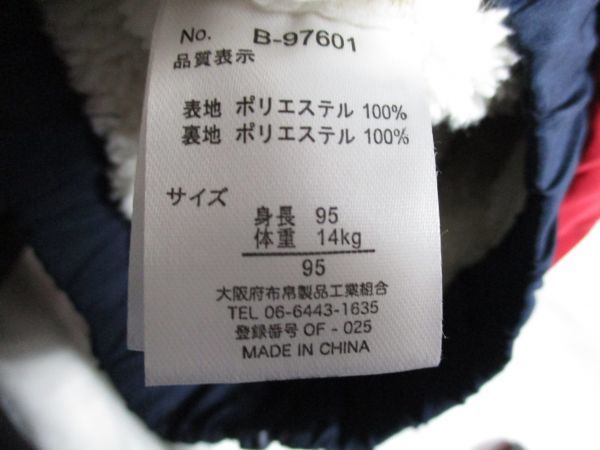 No. B-97601
品質表示
表地 ポリエステル 100%
裏地 ポリエステル 100%
サイズ
身長 95
体重 14kg
95
大阪府布帛製品工業組合
TEL 06-6443-1635
登録番号 OF - 025
MADE IN CHINA